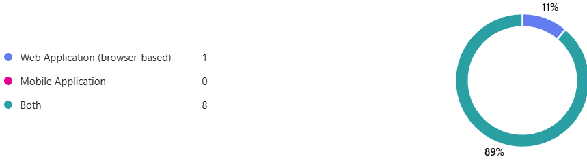 11%
Web Application (browser-based) 1
Mobile Application 0
Both 8
89%